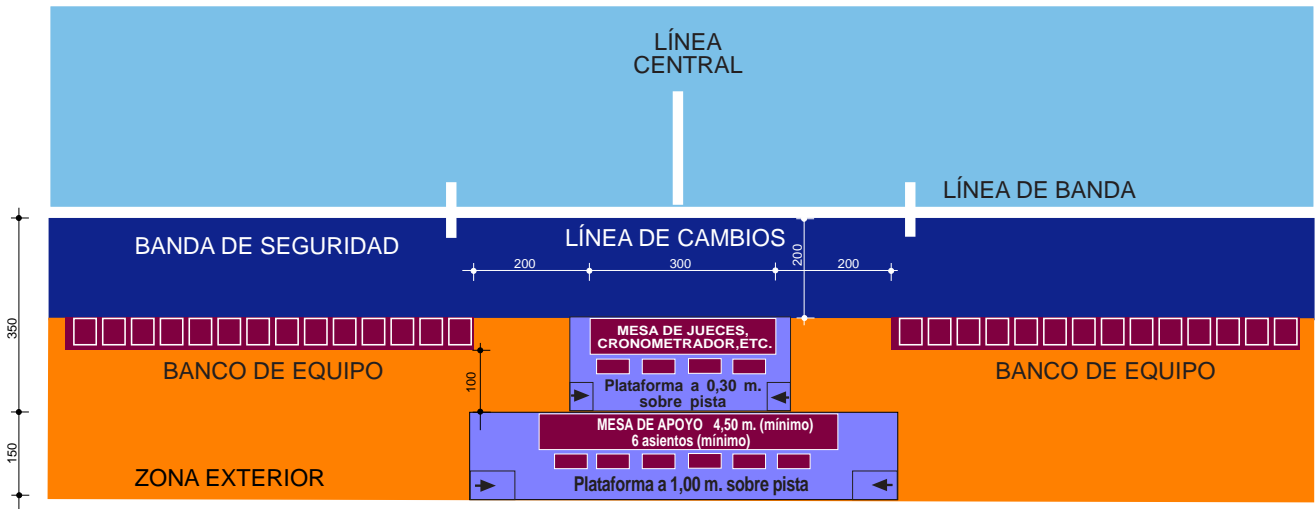 LÍNEA
CENTRAL
LÍNEA DE BANDA
BANDA DE SEGURIDAD
LÍNEA DE CAMBIOS
200
200
300
200
350
MESA DE JUECES,
CRONOMETRADOR,ETC.
BANCO DE EQUIPO
BANCO DE EQUIPO
100
Plataforma a 0,30 m.
sobre pista
MESA DE APOYO 4,50 m. (mínimo)
6 asientos (mínimo)
150
ZONA EXTERIOR
Plataforma a 1,00 m. sobre pista